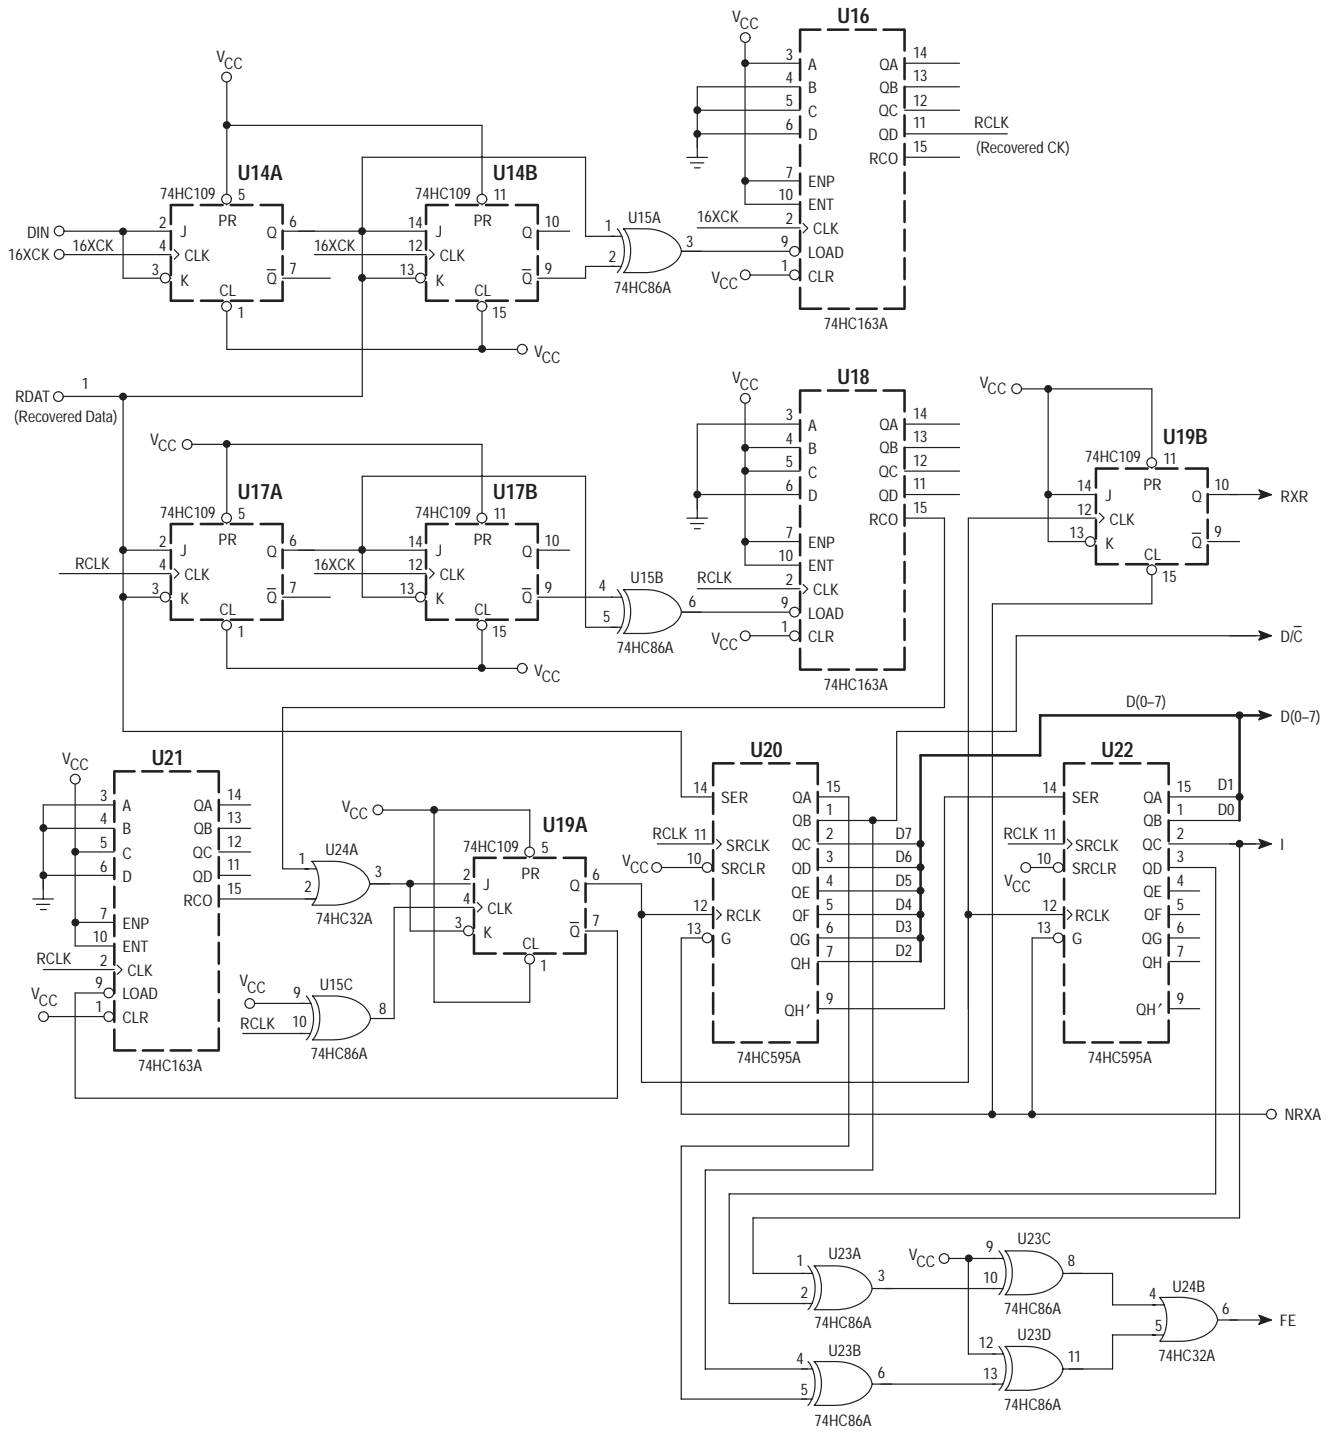 VCC
U16
3 A QA 14
4 B QB 13
5 C QC 12
6 D QD 11 RCLK
(Recovered CK)
RCO 15
7 ENP
10 ENT
16XCK 2 CLK
9 LOAD
VCC 1 CLR
74HC163A
VCC
U14A
74HC109 5
PR
DIN 2 J Q 6
16XCK 16XCK 4 CLK
3 K Q 7
CL
1
U14B
74HC109 11
PR
14 J Q 10
16XCK 12 CLK
13 K Q 9
CL
15
VCC
U15A
1
2
3
74HC86A
RDAT 1
(Recovered Data)
VCC
U17A
74HC109 5
PR
2 J Q 6
RCLK 4 CLK
3 K Q 7
CL
1
U17B
74HC109 11
PR
14 J Q 10
16XCK 12 CLK
13 K Q 9
CL
15
VCC
U15B
4
5
6
74HC86A
VCC
U18
3 A QA 14
4 B QB 13
5 C QC 12
6 D QD 11
RCO 15
7 ENP
10 ENT
RCLK 2 CLK
9 LOAD
VCC 1 CLR
74HC163A
VCC
U19B
74HC109 11
PR
14 J Q 10 RXR
12 CLK
13 K Q 9
CL
15
D/C
D(0–7) D(0–7)
VCC
U21
3 A QA 14
4 B QB 13
5 C QC 12
6 D QD 11
RCO 15
7 ENP
10 ENT
RCLK 2 CLK
9 LOAD
VCC 1 CLR
74HC163A
U24A
1
2
3
74HC32A
VCC
U15C
9
RCLK 10
8
74HC86A
VCC
U19A
74HC109 5
PR
2 J Q 6
4 CLK
3 K Q 7
CL
1
U20
14 SER QA 15
QB 1
RCLK 11 SRCLK QC 2 D7
VCC 10 SRCLR QD 3 D6
QE 4 D5
12 RCLK QF 5 D4
13 G QG 6 D3
QH 7 D2
QH′ 9
74HC595A
U22
14 SER QA 15 D1
QB 1 D0
RCLK 11 SRCLK QC 2 I
VCC 10 SRCLR QD 3
QE 4
12 RCLK QF 5
13 G QG 6
QH 7
QH′ 9
74HC595A
NRXA
U23A
1
2
3
74HC86A
VCC
U23C
9
10
8
74HC86A
U23B
4
5
6
74HC86A
U23D
12
13
11
74HC86A
U24B
4
5
6 FE
74HC32A